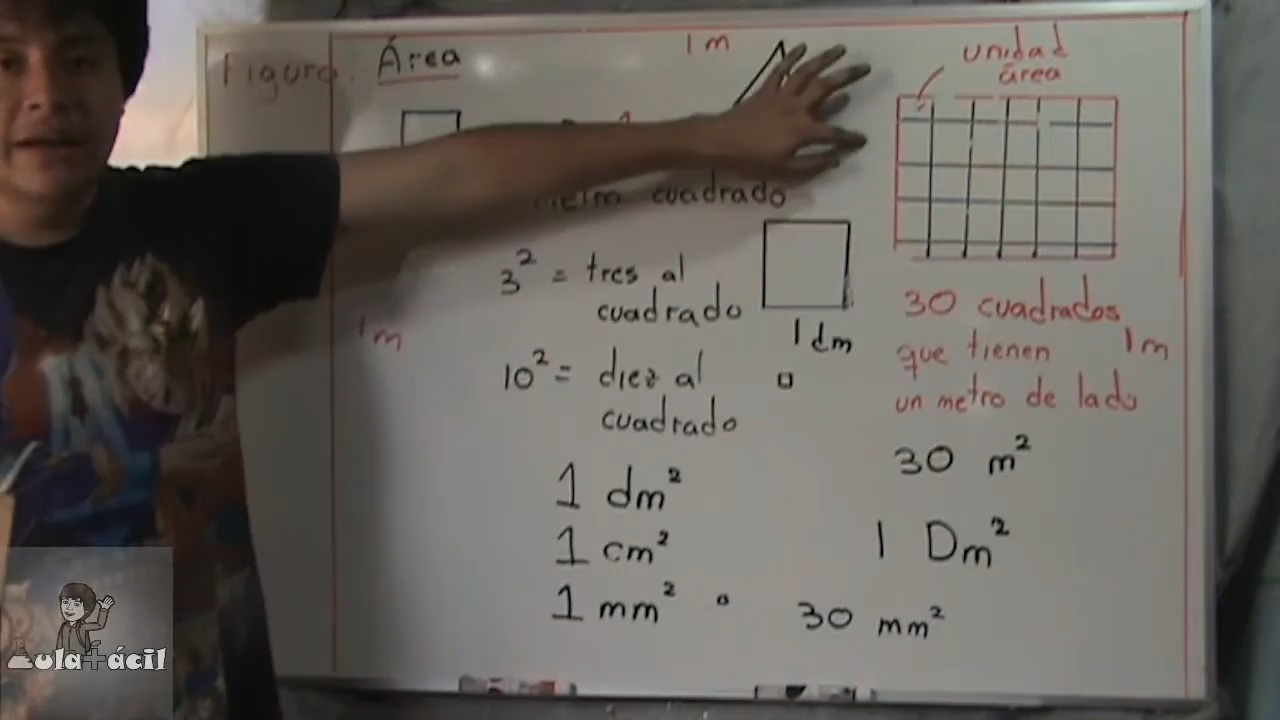 Figura.
Área
1 m
unidad
área
metro cuadrado
3² = tres al
cuadrado
1 dm
10² = diez al
cuadrado
1 m
30 cuadrados
que tienen
1 m
un metro de lado
30 m²
1 dm²
1 cm²
1 mm²
1 Dm²
30 mm²
Aula+ácil